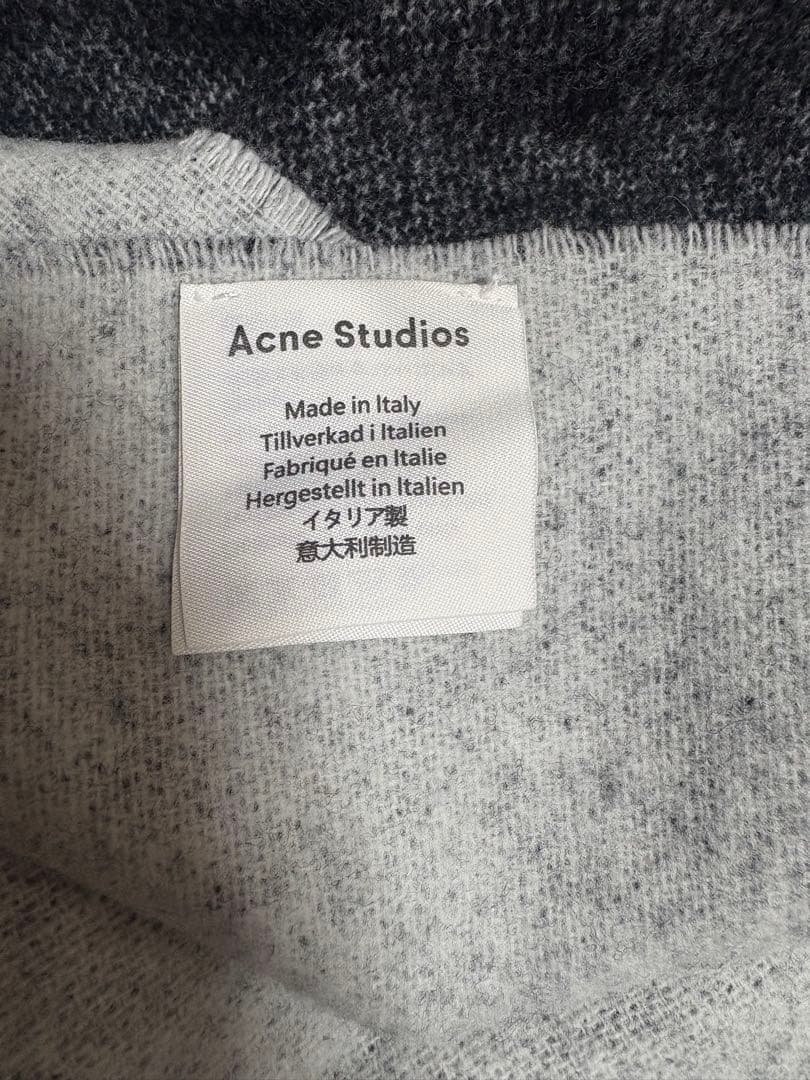 Acne Studios
Made in Italy
Tillverkad i Italien
Fabriqué en Italie
Hergestellt in Italien
イタリア製
意大利制造